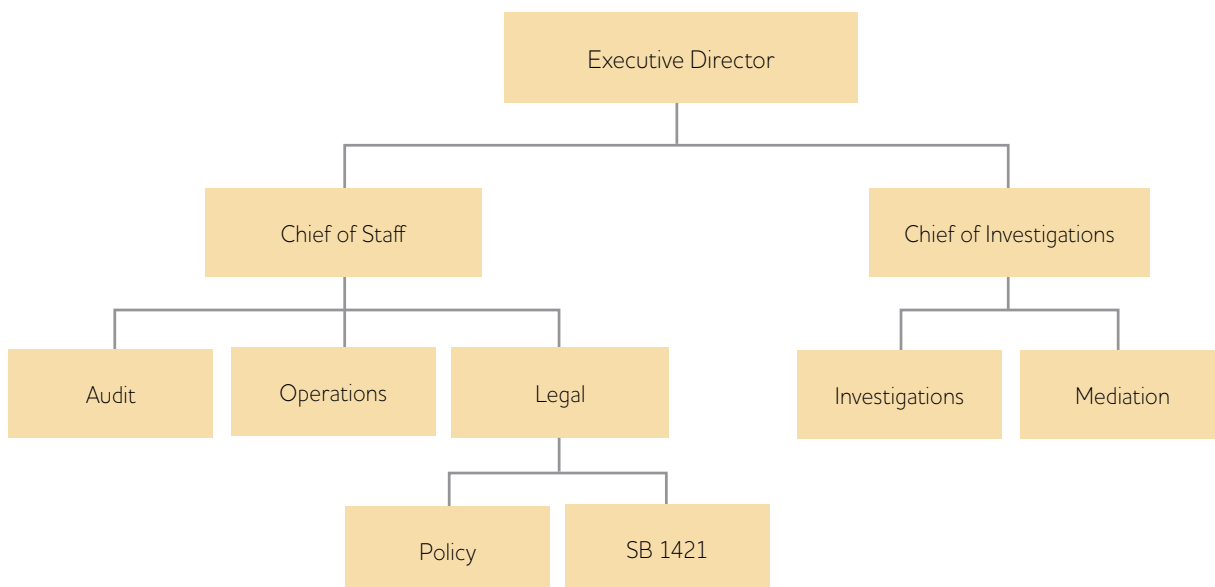 Executive Director
Chief of Staff
Chief of Investigations
Audit
Operations
Legal
Investigations
Mediation
Policy
SB 1421